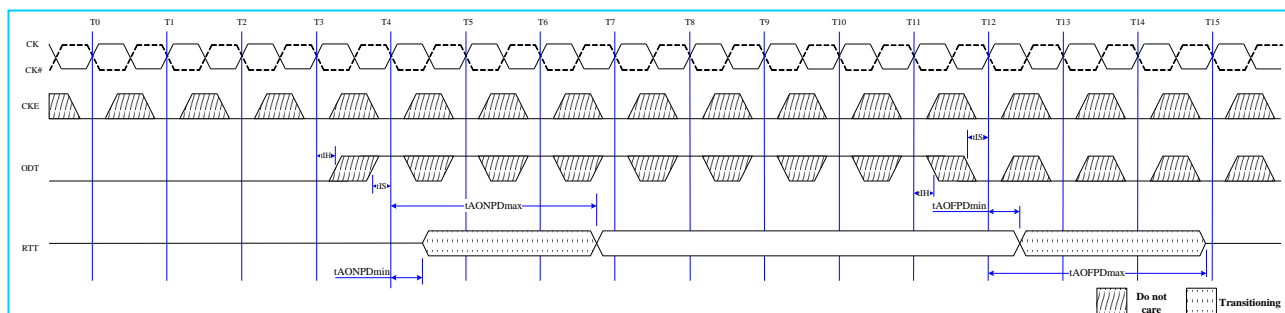 T0 T1 T2 T3 T4 T5 T6 T7 T8 T9 T10 T11 T12 T13 T14 T15
CK
CK#
CKE
tIS
tIH
ODT
tIS
tIH
tAONPDmax
tAOFPDmin
RTT
tAONPDmin
tAOFPDmax
Do not care
Transitioning